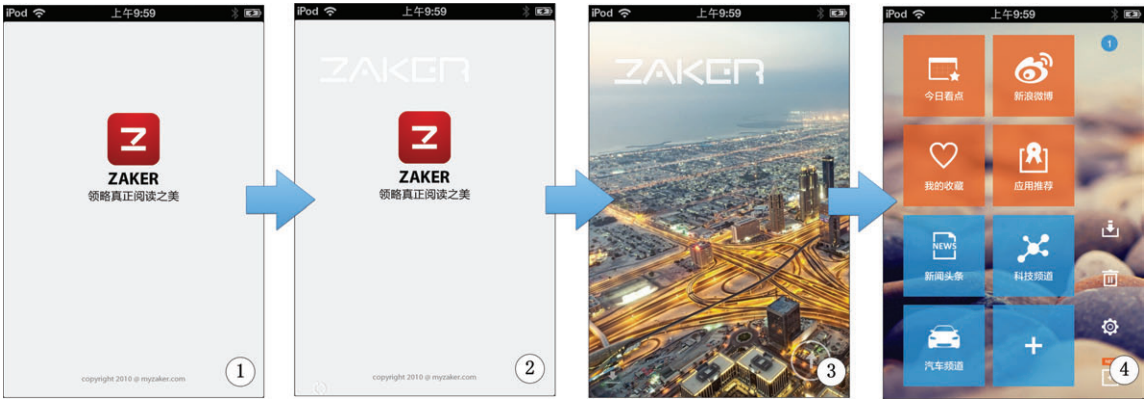 iPod 上午9:59
ZAKER
领略真正阅读之美
copyright 2010 @ myzaker.com
1
iPod 上午9:59
ZAKER
ZAKER
领略真正阅读之美
copyright 2010 @ myzaker.com
2
iPod 上午9:59
ZAKER
3
iPod 上午9:59
1
今日看点
新浪微博
我的收藏
应用推荐
NEWS
新闻头条
科技频道
汽车频道
4